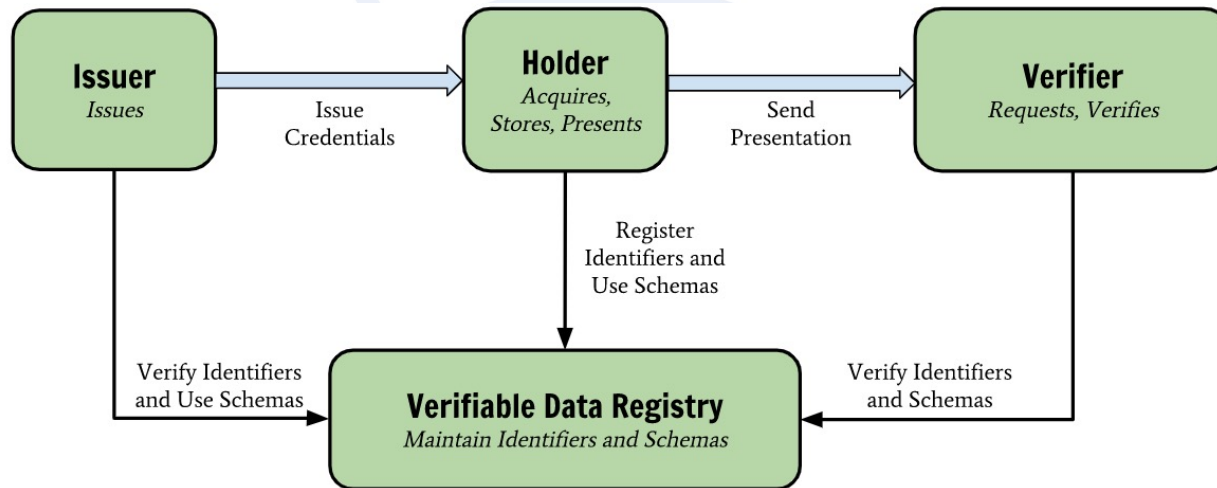 Issuer
Issues
Issue
Credentials
Holder
Acquires,
Stores, Presents
Send
Presentation
Verifier
Requests, Verifies
Register
Identifiers and
Use Schemas
Verify Identifiers
and Use Schemas
Verifiable Data Registry
Maintain Identifiers and Schemas
Verify Identifiers
and Schemas